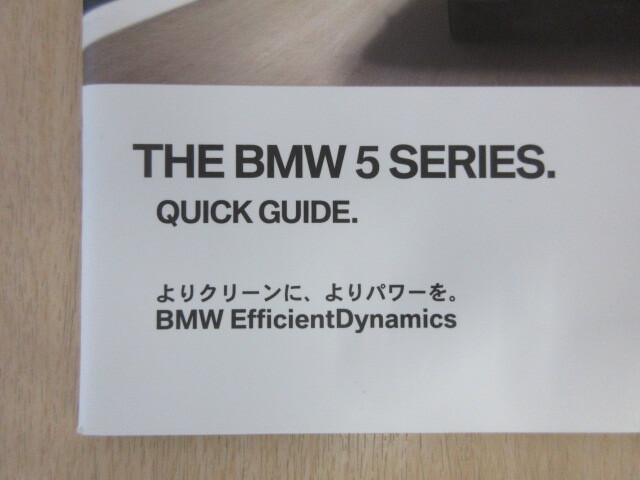 THE BMW 5 SERIES.
QUICK GUIDE.
よりクリーンに、よりパワーを。
BMW EfficientDynamics